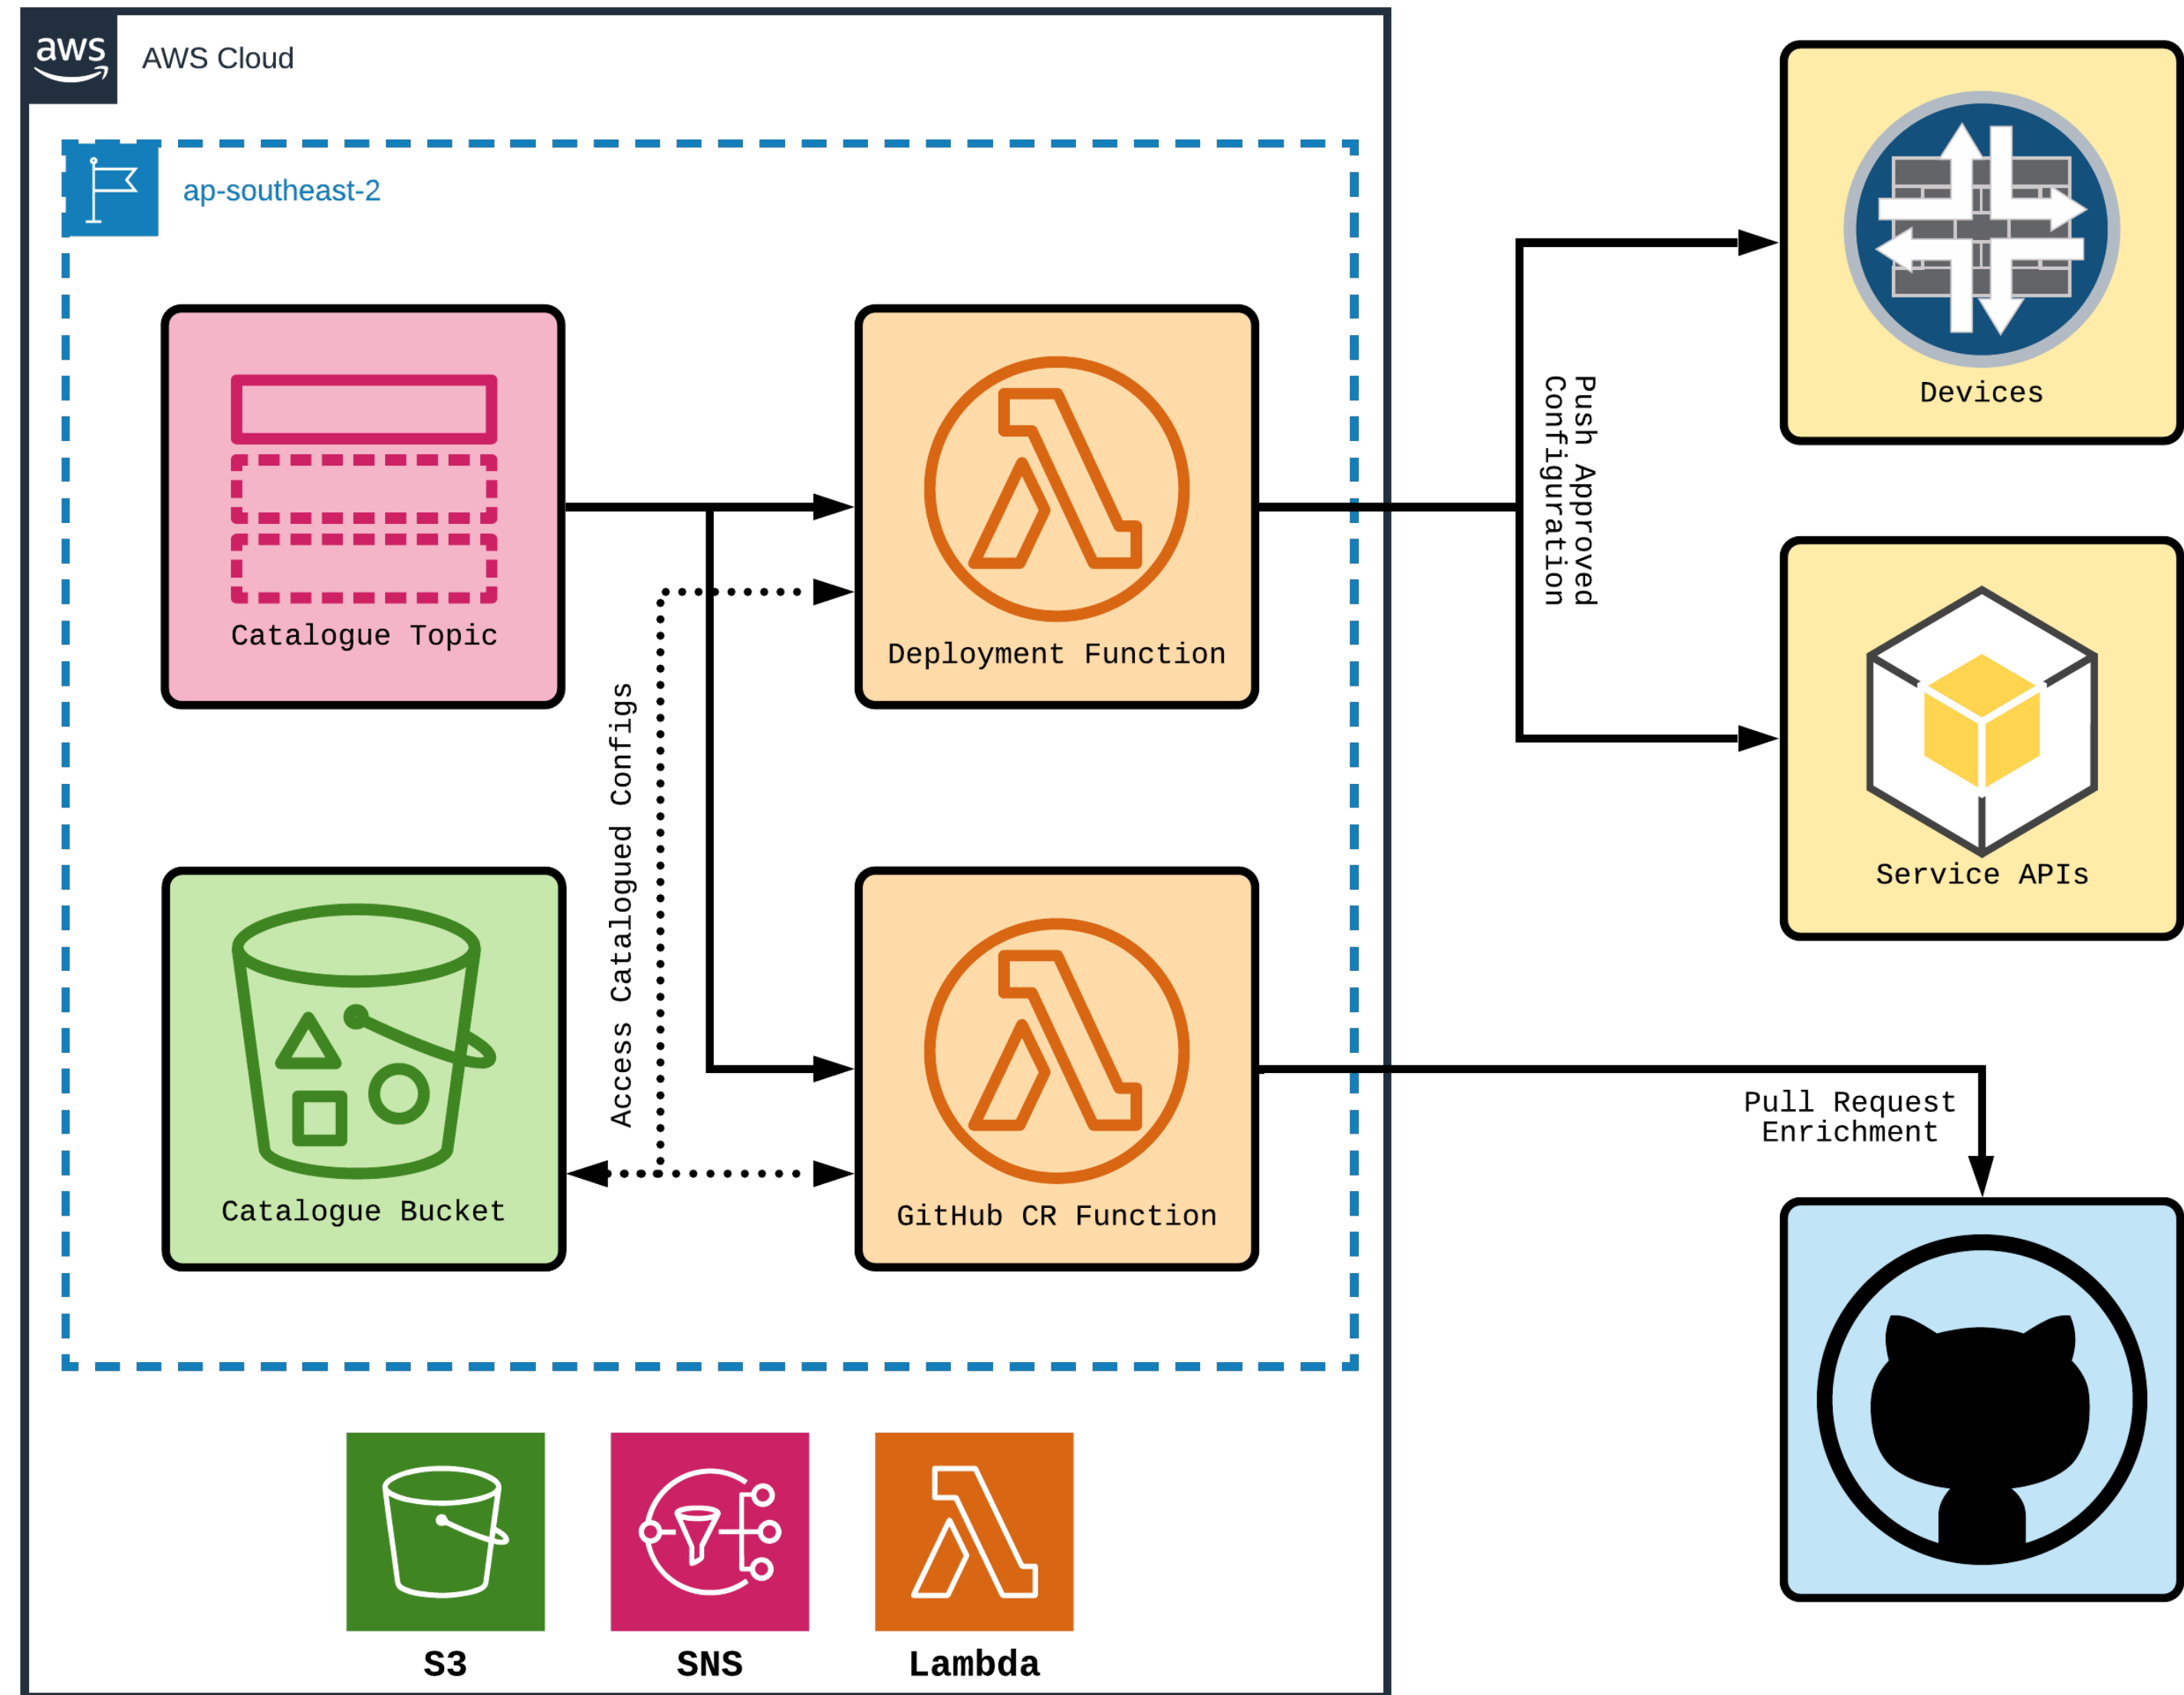 aws
AWS Cloud
ap-southeast-2
Catalogue Topic
Deployment Function
Push Approved
Configuration
Devices
Service APIs
Access Catalogued Configs
Catalogue Bucket
GitHub CR Function
Pull Request
Enrichment
S3
SNS
Lambda